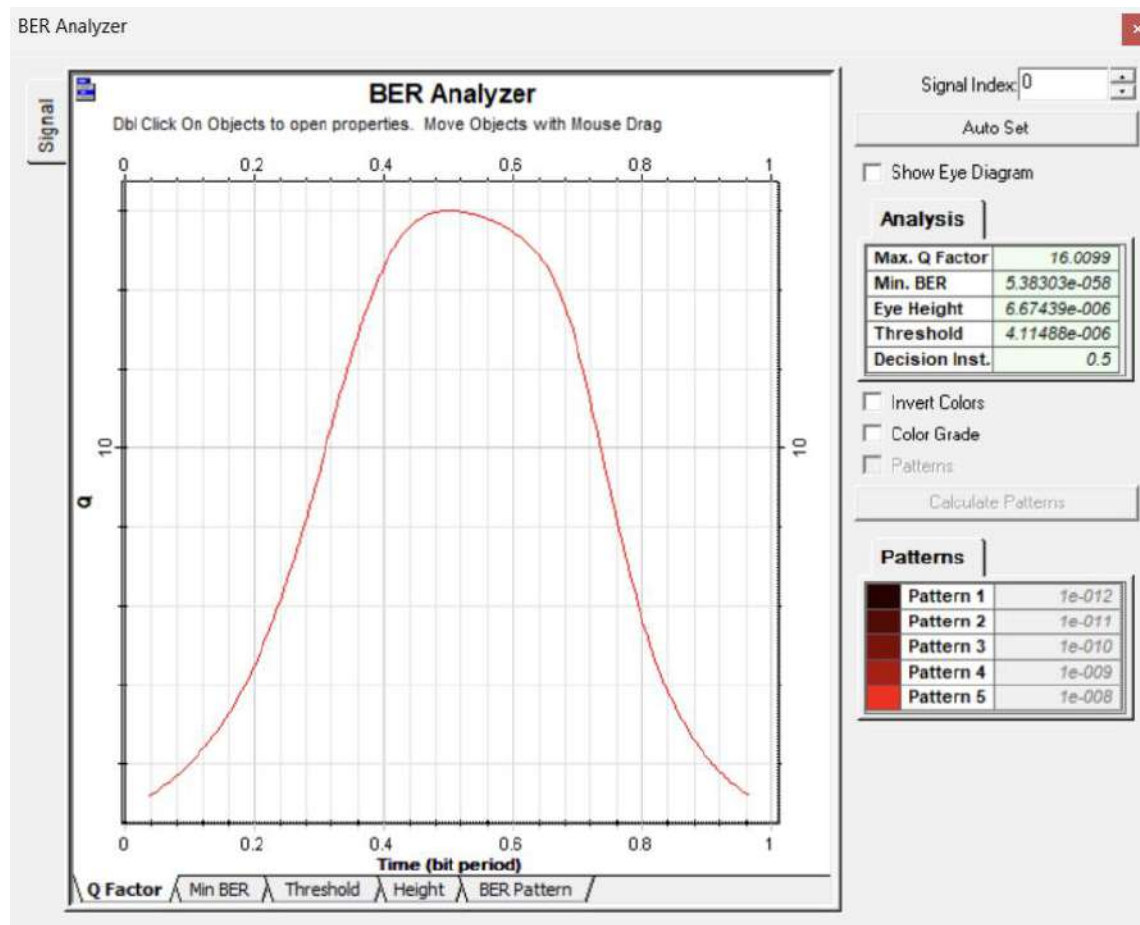 BER Analyzer
Signal
BER Analyzer
Dbl Click On Objects to open properties. Move Objects with Mouse Drag
0 0.2 0.4 0.6 0.8 1
10 10
Q
0 0.2 0.4 0.6 0.8 1
Time (bit period)
Q Factor Min BER Threshold Height BER Pattern
Signal Index: 0
Auto Set
Show Eye Diagram
Analysis
Max. Q Factor 16.0099
Min. BER 5.38303e-058
Eye Height 6.67439e-006
Threshold 4.11488e-006
Decision Inst. 0.5
Invert Colors
Color Grade
Patterns
Calculate Patterns
Patterns
Pattern 1 1e-012
Pattern 2 1e-011
Pattern 3 1e-010
Pattern 4 1e-009
Pattern 5 1e-008